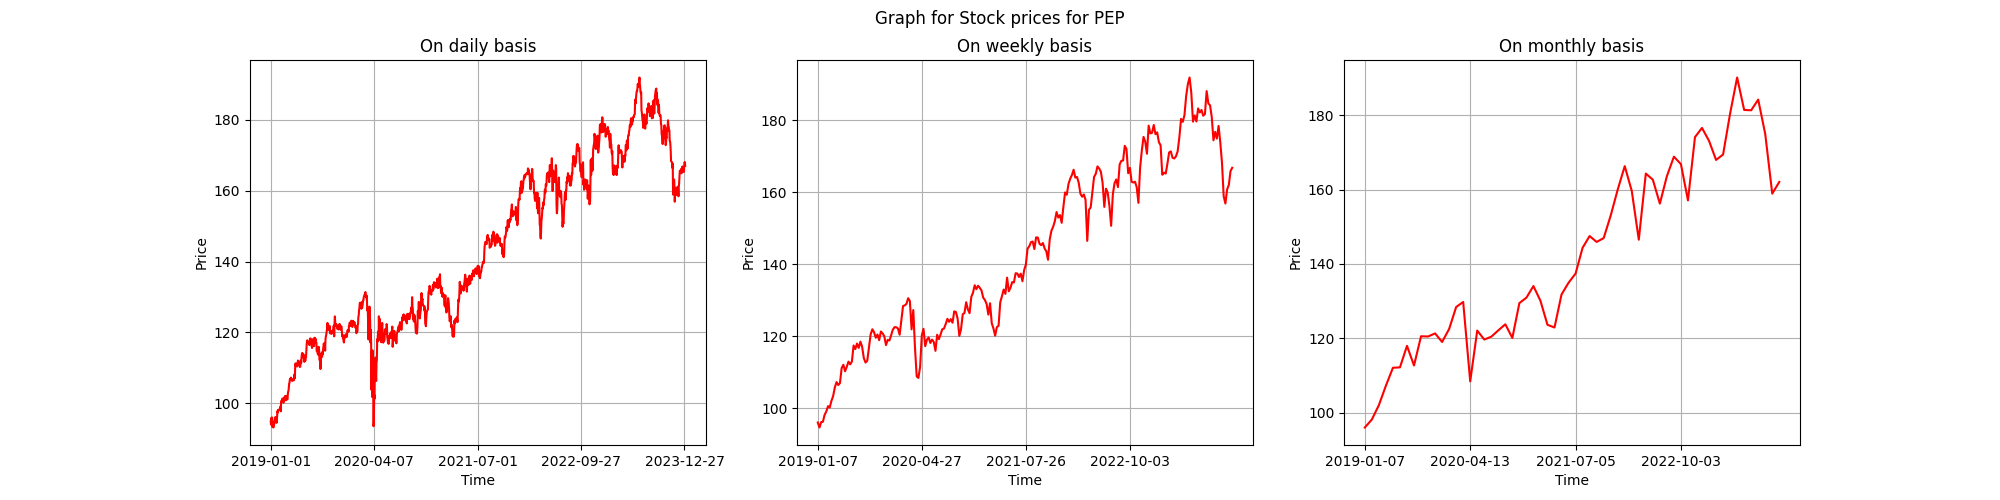 Graph for Stock prices for PEP
On daily basis
Price
180
160
140
120
100
2019-01-01 2020-04-07 2021-07-01 2022-09-27 2023-12-27
Time
On weekly basis
Price
180
160
140
120
100
2019-01-07 2020-04-27 2021-07-26 2022-10-03
Time
On monthly basis
Price
180
160
140
120
100
2019-01-07 2020-04-13 2021-07-05 2022-10-03
Time